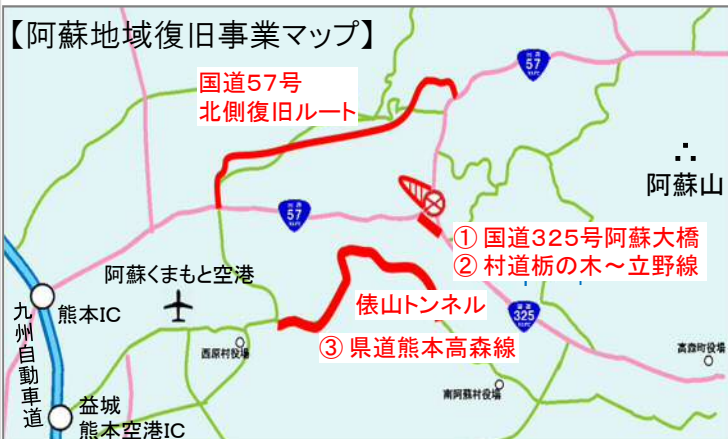 【阿蘇地域復旧事業マップ】
国道57号
北側復旧ルート
57
阿蘇山
57
① 国道325号阿蘇大橋
② 村道栃の木～立野線
阿蘇くまもと空港
俵山トンネル
325
熊本IC
九州自動車道
③ 県道熊本高森線
西原村役場
高森町役場
南阿蘇村役場
益城
熊本空港IC